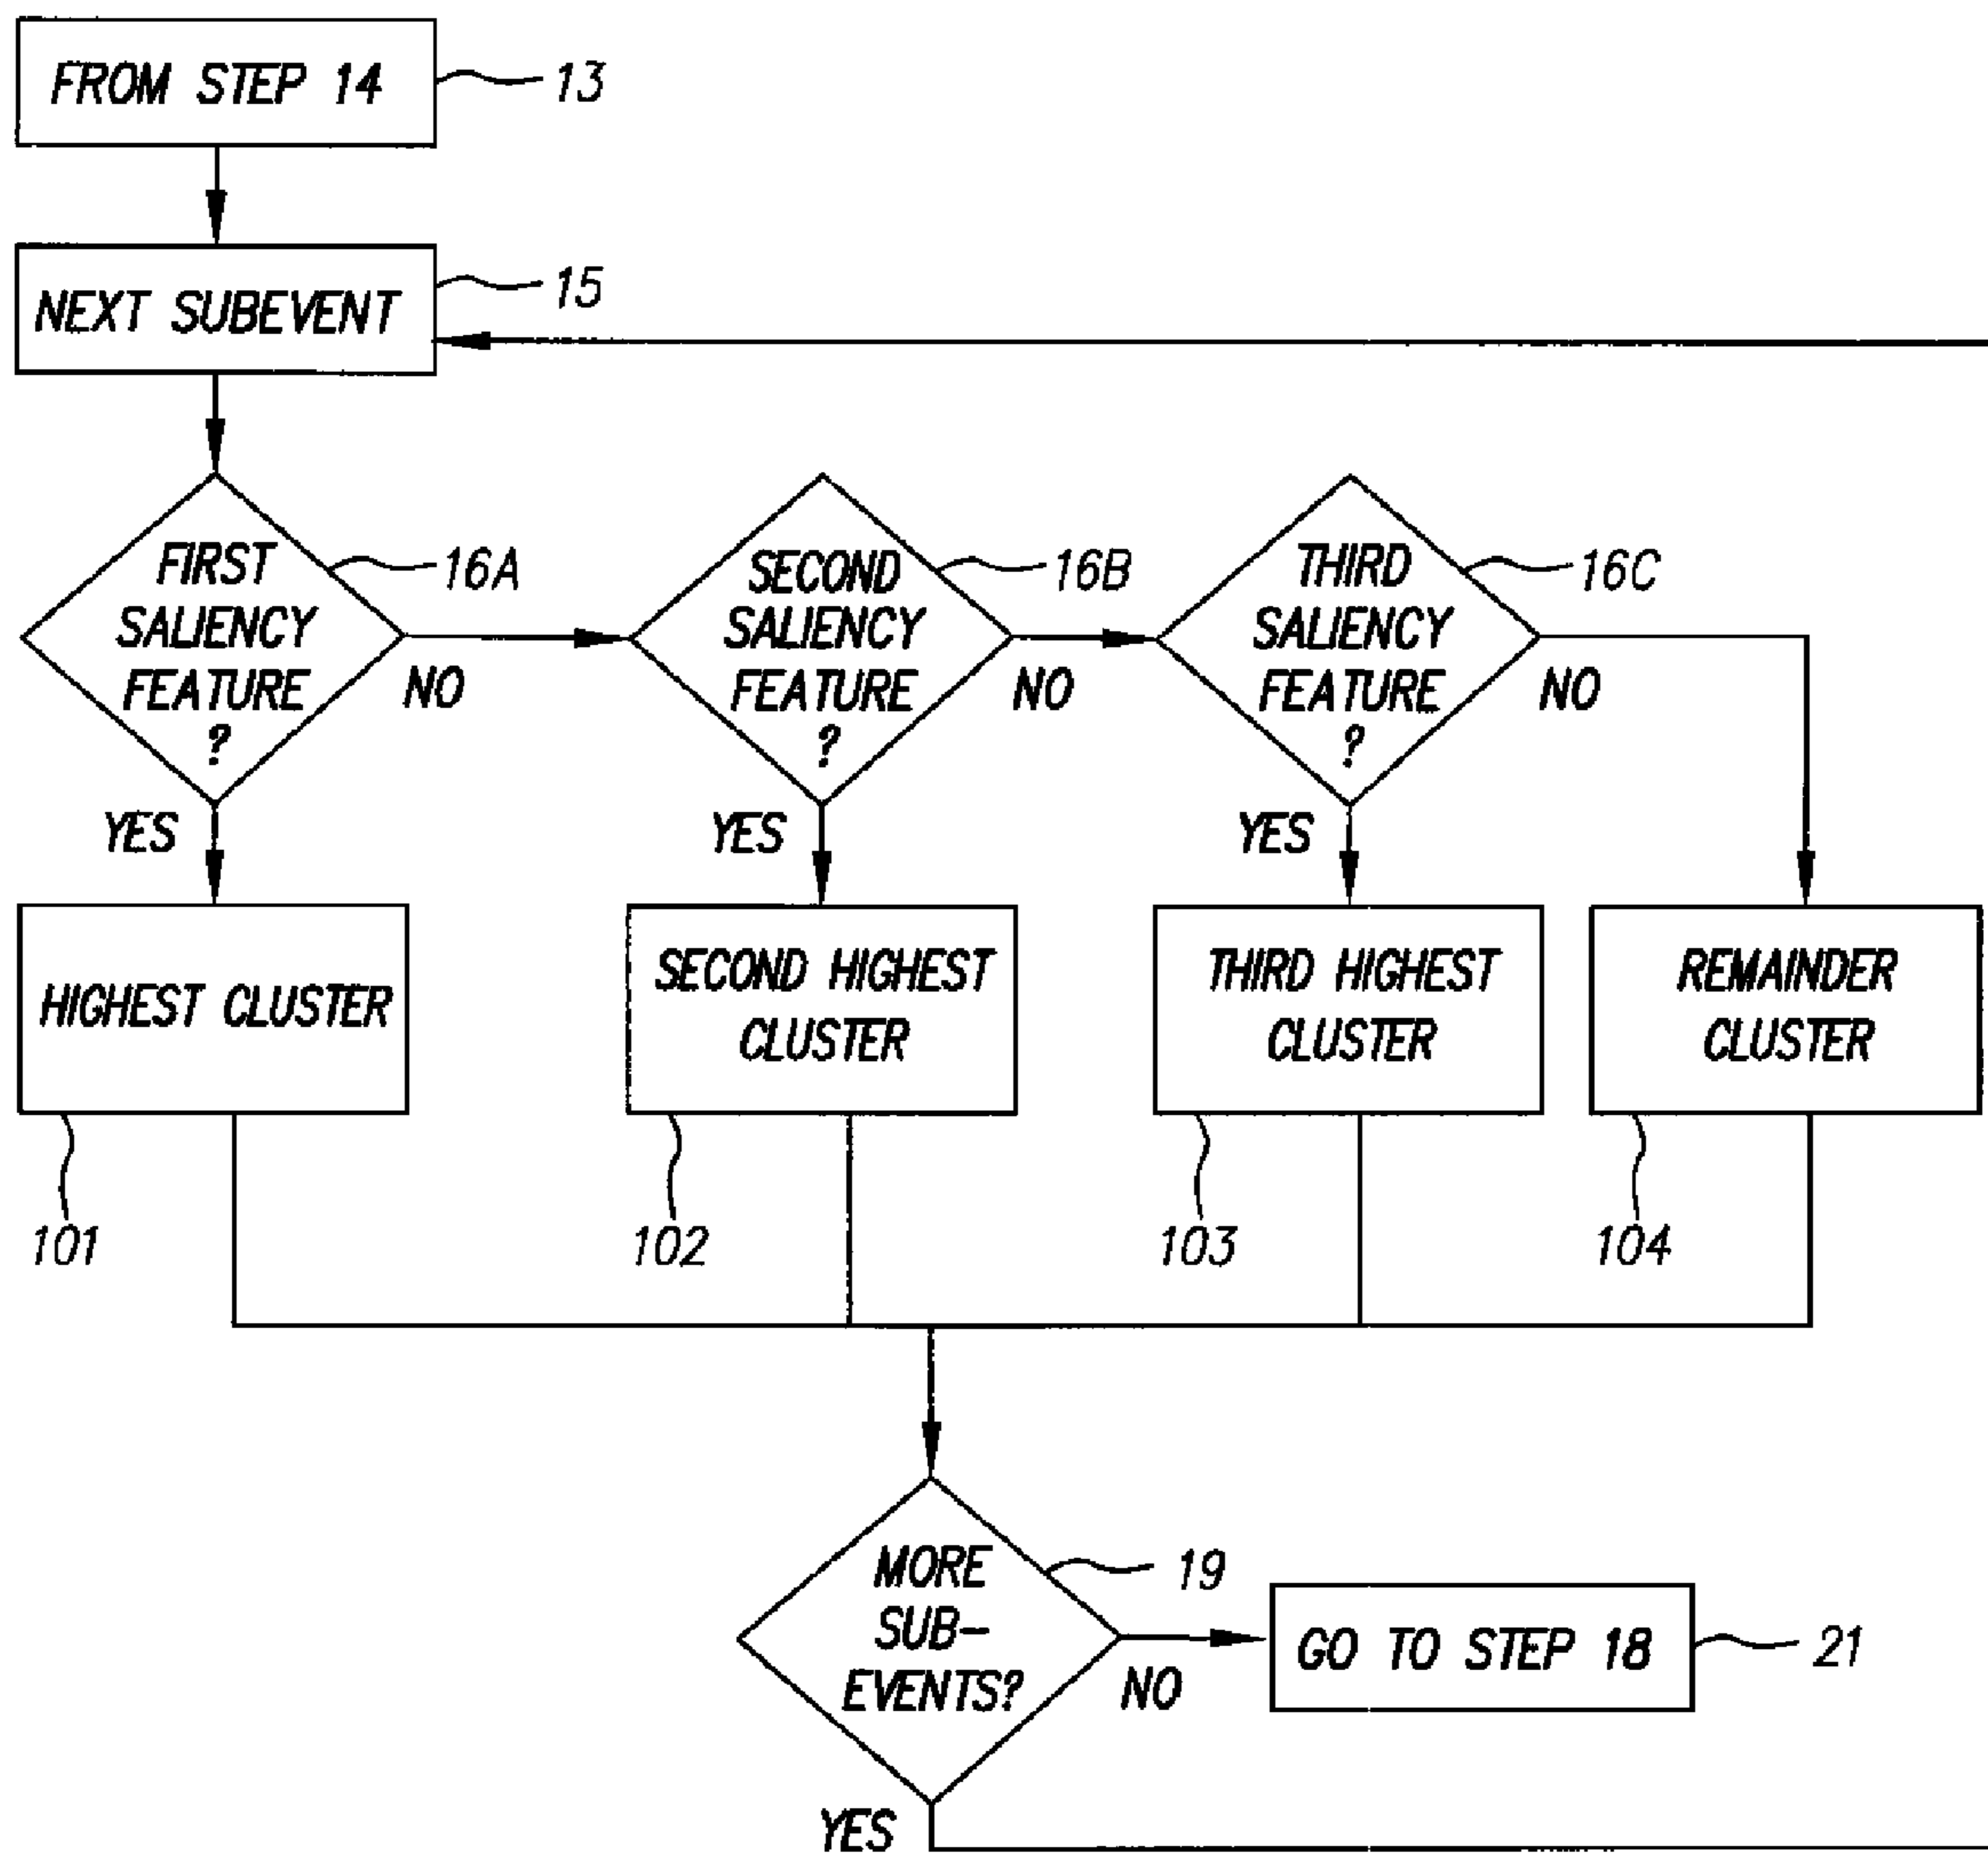 FROM STEP 14
13
NEXT SUBEVENT
15
FIRST
SALIENCY
FEATURE
?
16A
NO
YES
SECOND
SALIENCY
FEATURE
?
16B
NO
YES
THIRD
SALIENCY
FEATURE
?
16C
NO
YES
HIGHEST CLUSTER
101
SECOND HIGHEST
CLUSTER
102
THIRD HIGHEST
CLUSTER
103
REMAINDER
CLUSTER
104
MORE
SUB-
EVENTS?
19
NO
YES
GO TO STEP 18
21